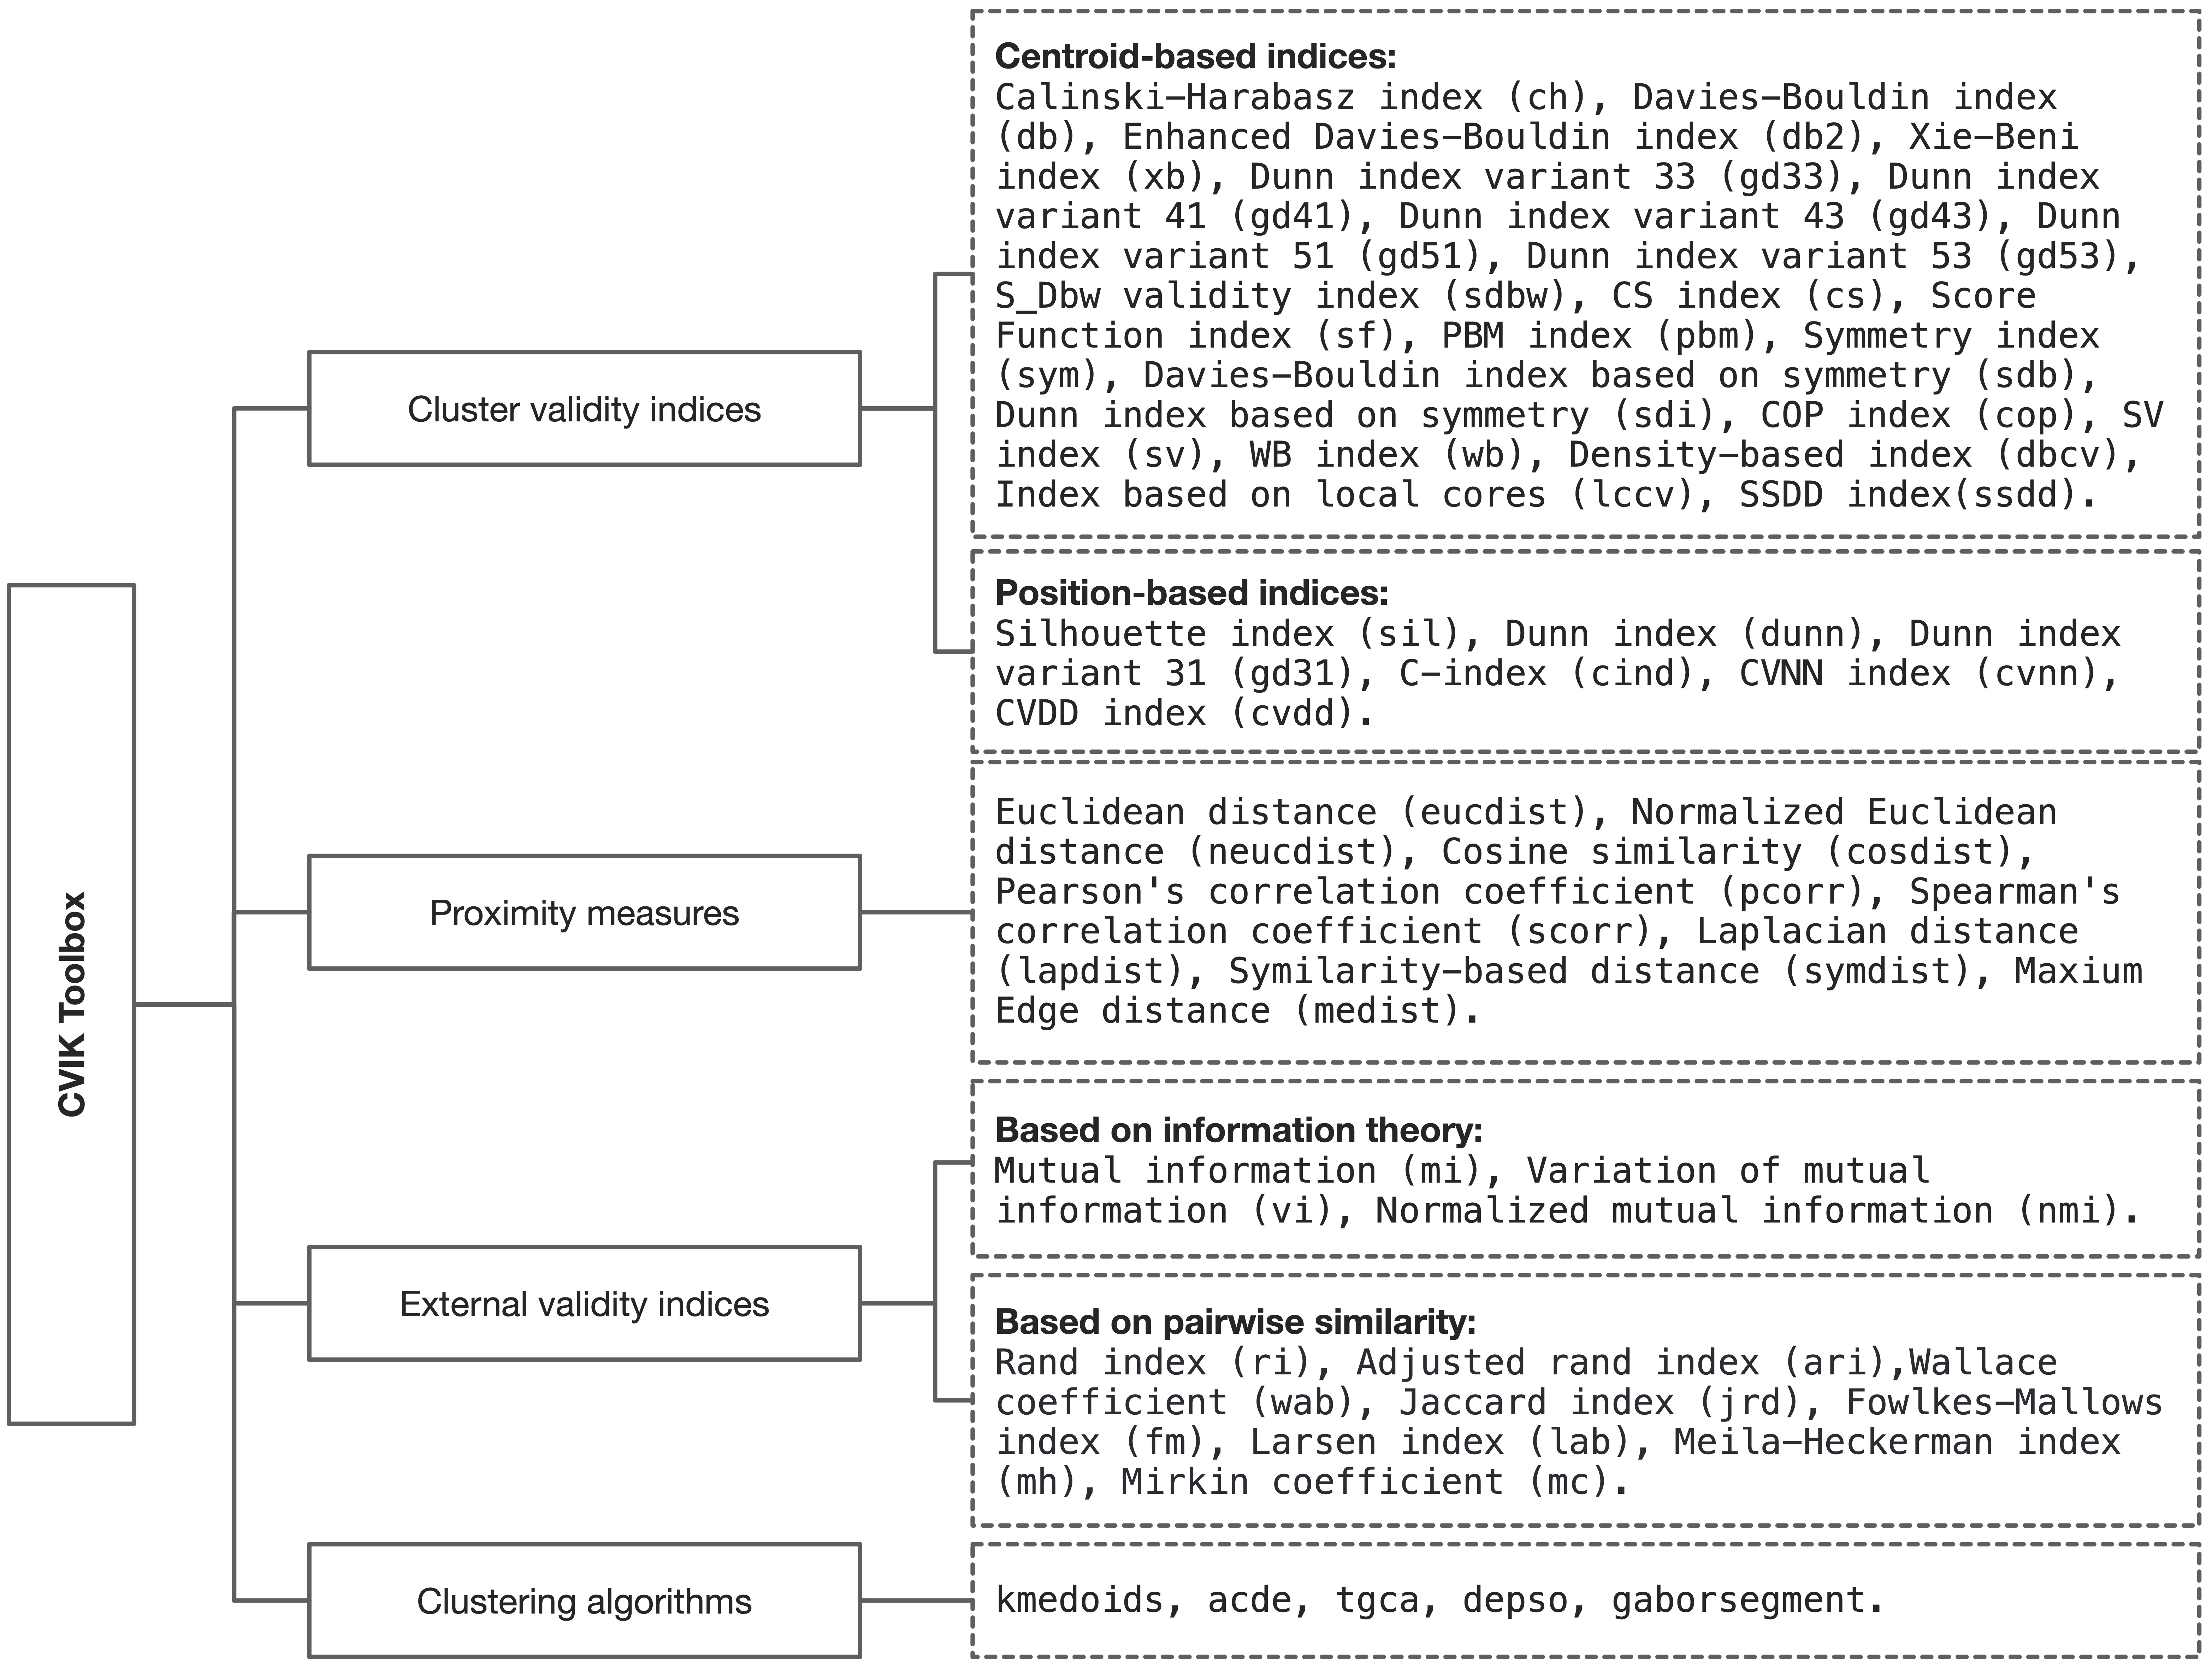 CVIK Toolbox
Cluster validity indices
Centroid-based indices:
Calinski-Harabasz index (ch), Davies-Bouldin index
(db), Enhanced Davies-Bouldin index (db2), Xie-Beni
index (xb), Dunn index variant 33 (gd33), Dunn index
variant 41 (gd41), Dunn index variant 43 (gd43), Dunn
index variant 51 (gd51), Dunn index variant 53 (gd53),
S_Dbw validity index (sdbw), CS index (cs), Score
Function index (sf), PBM index (pbm), Symmetry index
(sym), Davies-Bouldin index based on symmetry (sdb),
Dunn index based on symmetry (sdi), COP index (cop), SV
index (sv), WB index (wb), Density-based index (dbcv),
Index based on local cores (lccv), SSDD index(ssdd).
Position-based indices:
Silhouette index (sil), Dunn index (dunn), Dunn index
variant 31 (gd31), C-index (cind), CVNN index (cvnn),
CVDD index (cvdd).
Proximity measures
Euclidean distance (eucdist), Normalized Euclidean
distance (neucdist), Cosine similarity (cosdist),
Pearson's correlation coefficient (pcorr), Spearman's
correlation coefficient (scorr), Laplacian distance
(lapdist), Symilarity-based distance (symdist), Maxium
Edge distance (medist).
External validity indices
Based on information theory:
Mutual information (mi), Variation of mutual
information (vi), Normalized mutual information (nmi).
Based on pairwise similarity:
Rand index (ri), Adjusted rand index (ari),Wallace
coefficient (wab), Jaccard index (jrd), Fowlkes-Mallows
index (fm), Larsen index (lab), Meila-Heckerman index
(mh), Mirkin coefficient (mc).
Clustering algorithms
kmedoids, acde, tgca, depso, gaborsegment.